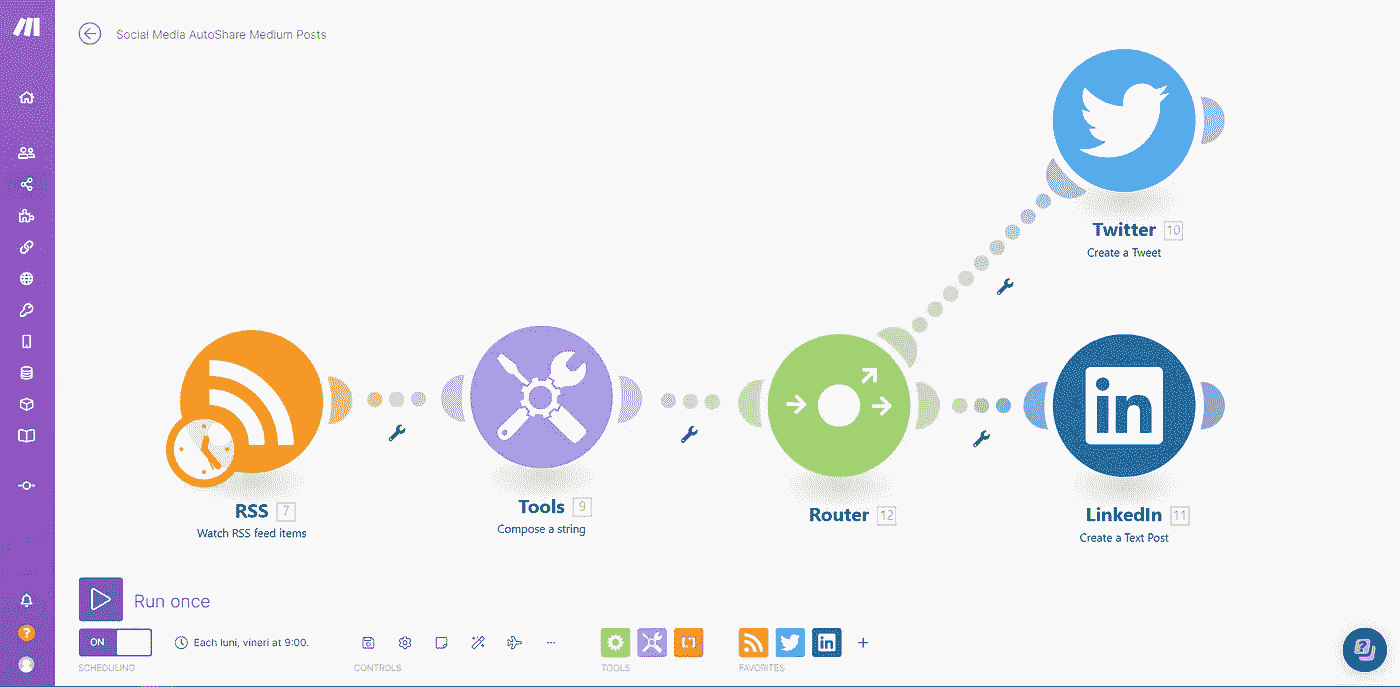 Social Media AutoShare Medium Posts
Twitter 10
Create a Tweet
RSS 7
Watch RSS feed items
Tools 9
Compose a string
Router 12
LinkedIn 11
Create a Text Post
in
Run once
ON
Each luni, vineri at 9:00.
SCHEDULING
CONTROLS
TOOLS
in
FAVORITES
?
?